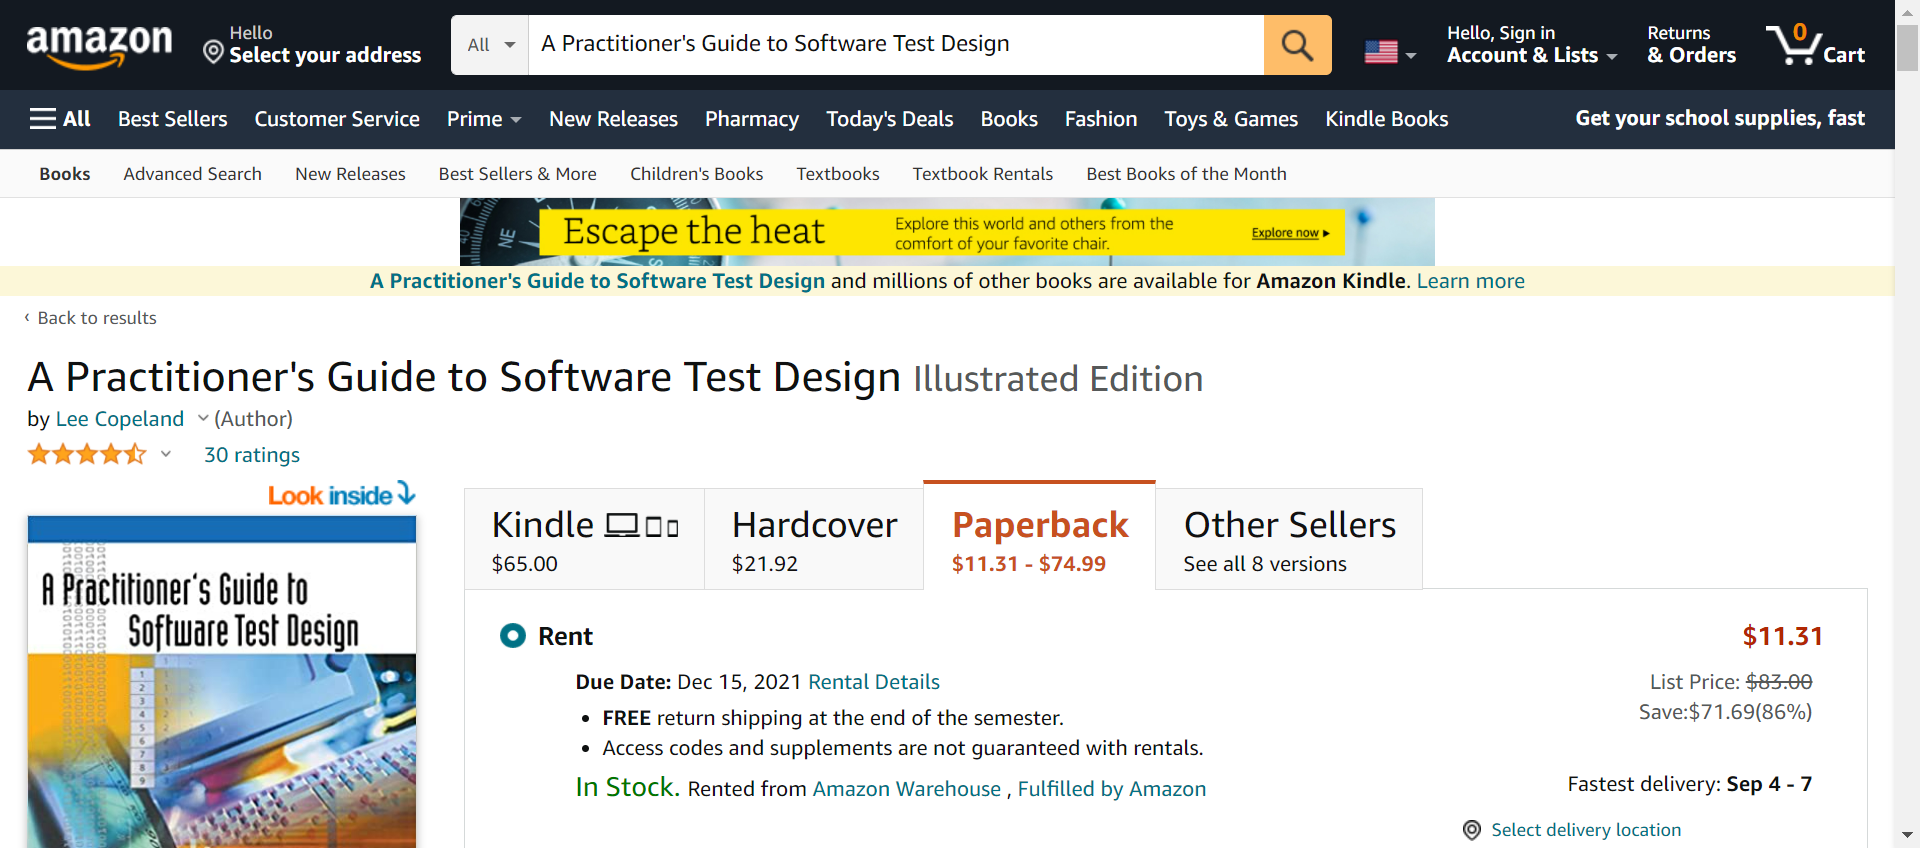 amazon
Hello
Select your address
All
A Practitioner's Guide to Software Test Design
Hello, Sign in
Account & Lists
Returns
& Orders
0
Cart
All
Best Sellers
Customer Service
Prime
New Releases
Pharmacy
Today's Deals
Books
Fashion
Toys & Games
Kindle Books
Get your school supplies, fast
Books
Advanced Search
New Releases
Best Sellers & More
Children's Books
Textbooks
Textbook Rentals
Best Books of the Month
NE
Escape the heat
Explore this world and others from the
comfort of your favorite chair.
Explore now
A Practitioner's Guide to Software Test Design and millions of other books are available for Amazon Kindle. Learn more
‹ Back to results
A Practitioner's Guide to Software Test Design Illustrated Edition
by Lee Copeland (Author)
30 ratings
Look inside
A Practitioner's Guide to
Software Test Design
1
2
3
4
5
6
7
8
9
Kindle
$65.00
Hardcover
$21.92
Paperback
$11.31 - $74.99
Other Sellers
See all 8 versions
Rent
$11.31
Due Date: Dec 15, 2021 Rental Details
List Price: $83.00
• FREE return shipping at the end of the semester.
Save:$71.69(86%)
• Access codes and supplements are not guaranteed with rentals.
In Stock. Rented from Amazon Warehouse , Fulfilled by Amazon
Fastest delivery: Sep 4 - 7
Select delivery location